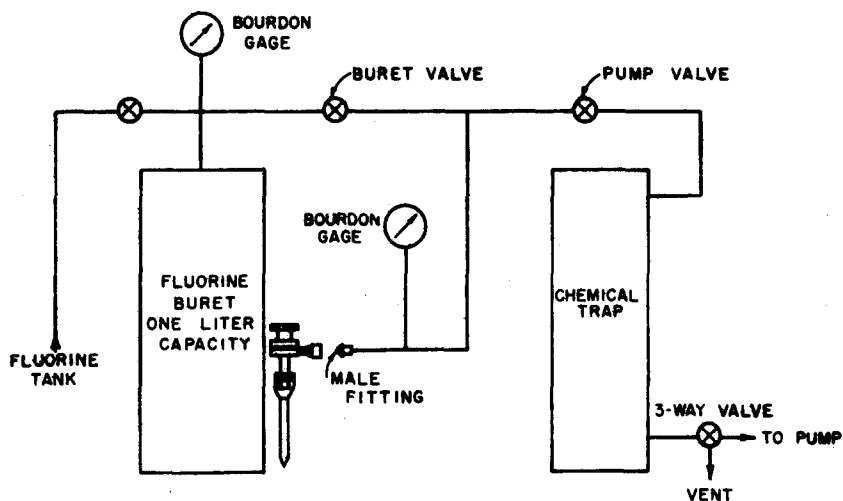 BOURDON
GAGE
BURET VALVE
PUMP VALVE
BOURDON
GAGE
FLUORINE
BURET
ONE LITER
CAPACITY
CHEMICAL
TRAP
FLUORINE
TANK
MALE
FITTING
3-WAY VALVE
TO PUMP
VENT